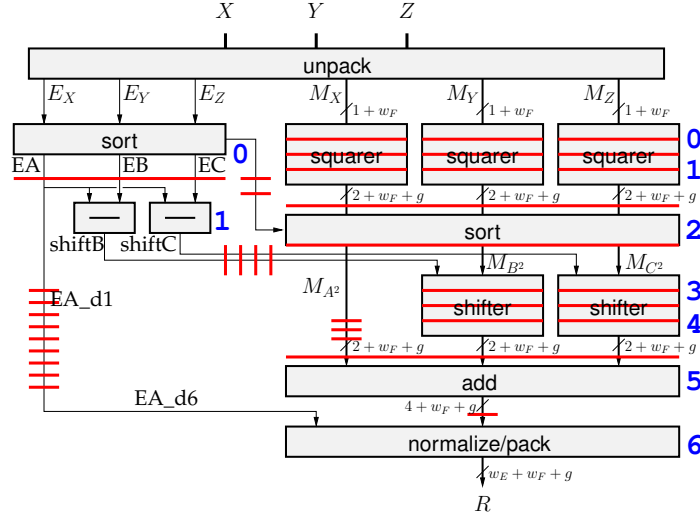 X Y Z
unpack
E_X E_Y E_Z M_X M_Y M_Z
1 + w_F 1 + w_F 1 + w_F
sort 0 squarer squarer squarer 0
1
EA EB EC
2 + w_F + g 2 + w_F + g 2 + w_F + g
1 sort 2
shiftB shiftC
M_{A^2} M_{B^2} M_{C^2}
EA_d1 shifter shifter 3
4
2 + w_F + g 2 + w_F + g 2 + w_F + g
add 5
EA_d6 4 + w_F + g
normalize/pack 6
w_E + w_F + g
R